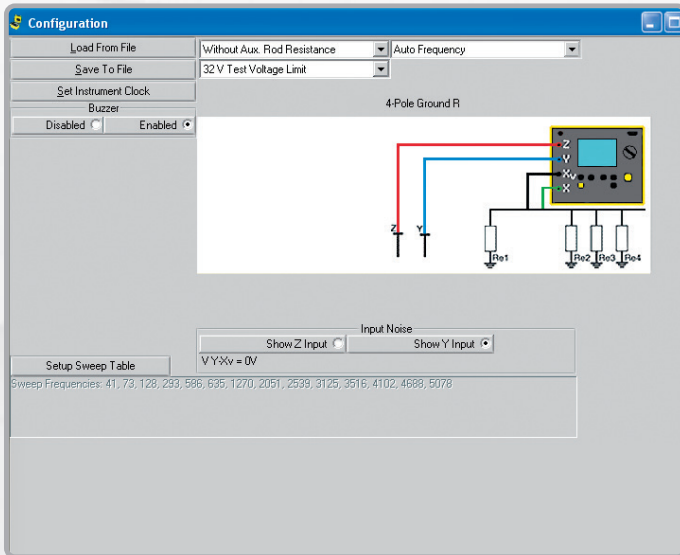 Configuration
Load From File
Without Aux. Rod Resistance
Auto Frequency
Save To File
32 V Test Voltage Limit
Set Instrument Clock
Buzzer
Disabled
Enabled
4-Pole Ground R
Z
Y
Xv
X
Z
Y
Re1
Re2
Re3
Re4
Input Noise
Show Z Input
Show Y Input
V Y-Xv = 0V
Setup Sweep Table
Sweep Frequencies: 41, 73, 128, 293, 586, 635, 1270, 2051, 2539, 3125, 3516, 4102, 4688, 5078